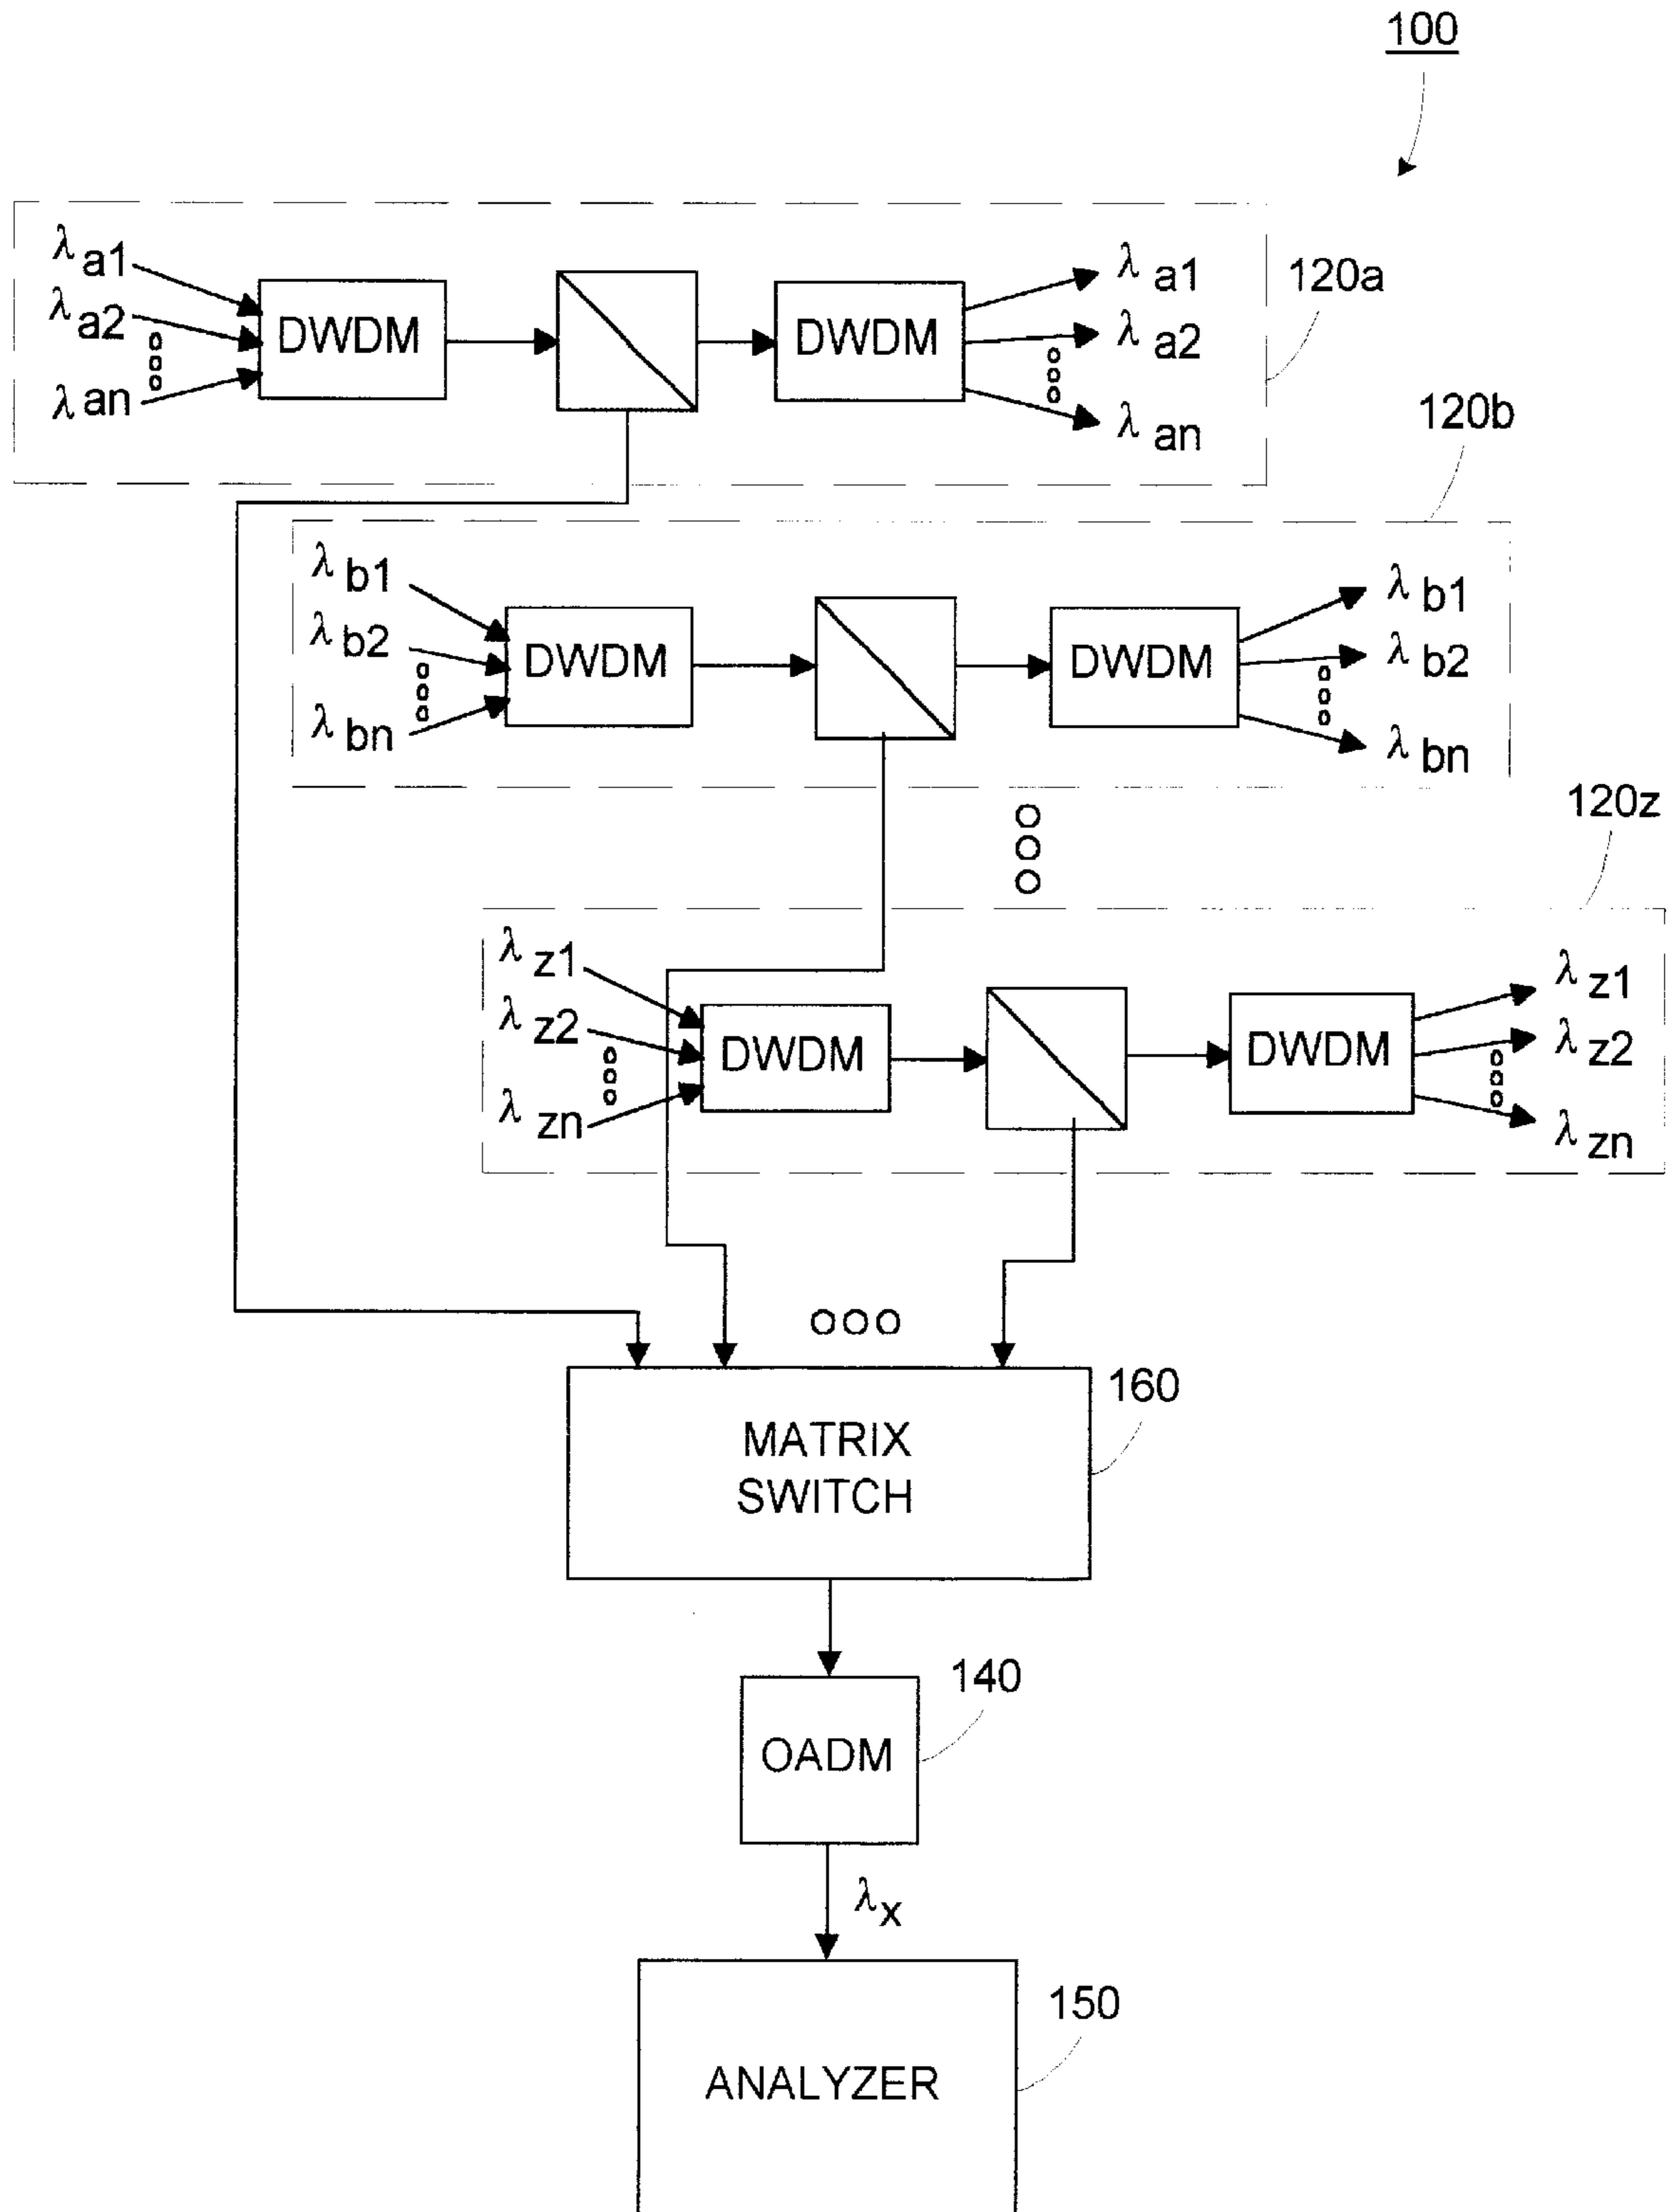 100
λa1
λa2
λan
DWDM
DWDM
λa1
λa2
λan
120a
120b
λb1
λb2
λbn
DWDM
DWDM
λb1
λb2
λbn
120z
λz1
λz2
λzn
DWDM
DWDM
λz1
λz2
λzn
160
MATRIX
SWITCH
140
OADM
λx
150
ANALYZER